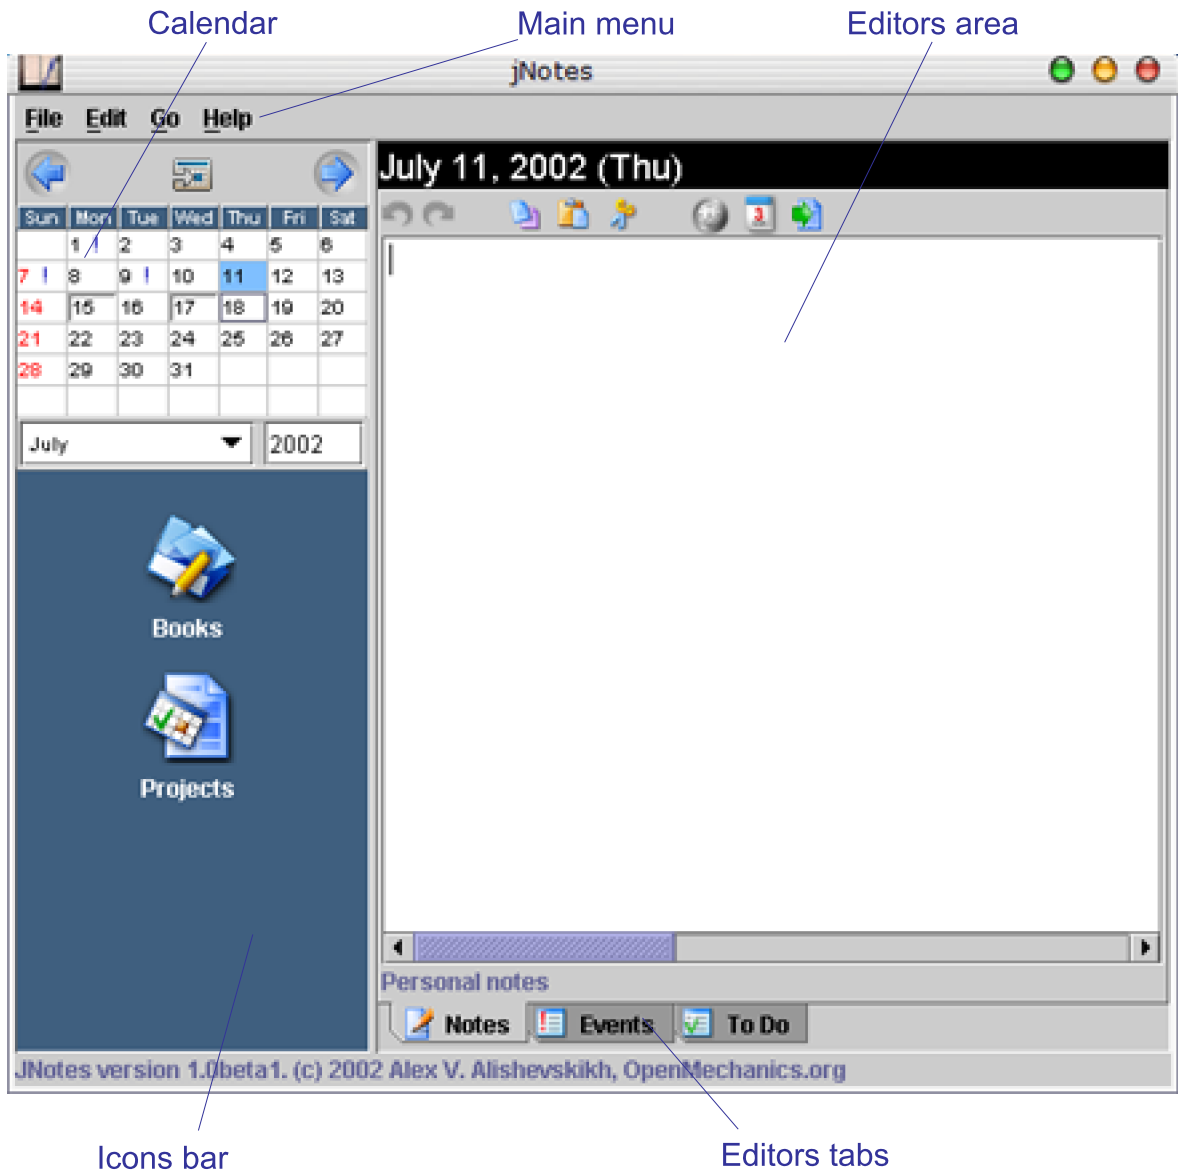 Calendar Main menu Editors area
jNotes
File Edit Go Help
July 11, 2002 (Thu)
Sun Mon Tue Wed Thu Fri Sat
1 ! 2 3 4 5 6
7 ! 8 9 ! 10 11 12 13
14 15 16 17 18 19 20
21 22 23 24 25 26 27
28 29 30 31
July 2002
Books
Projects
Personal notes
Notes Events To Do
JNotes version 1.0beta1. (c) 2002 Alex V. Alishevskikh, OpenMechanics.org
Icons bar Editors tabs